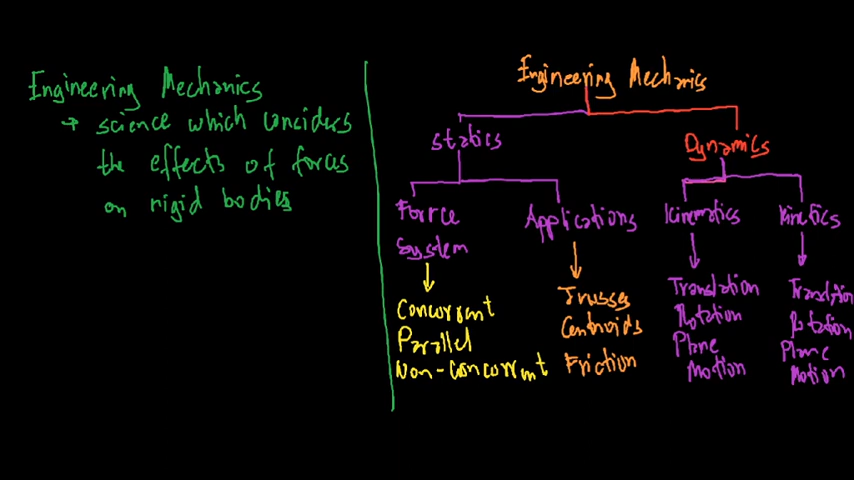 Engineering Mechanics
→ science which conciders
the effects of forces
on rigid bodies
Engineering Mechanics
Statics
Dynamics
Force
System
Applications
Kinematics
Kinetics
Concurrent
Parallel
Non-Concurrent
Trusses
Centroids
Friction
Translation
Rotation
Plane
Motion
Translation
Rotation
Plane
Motion